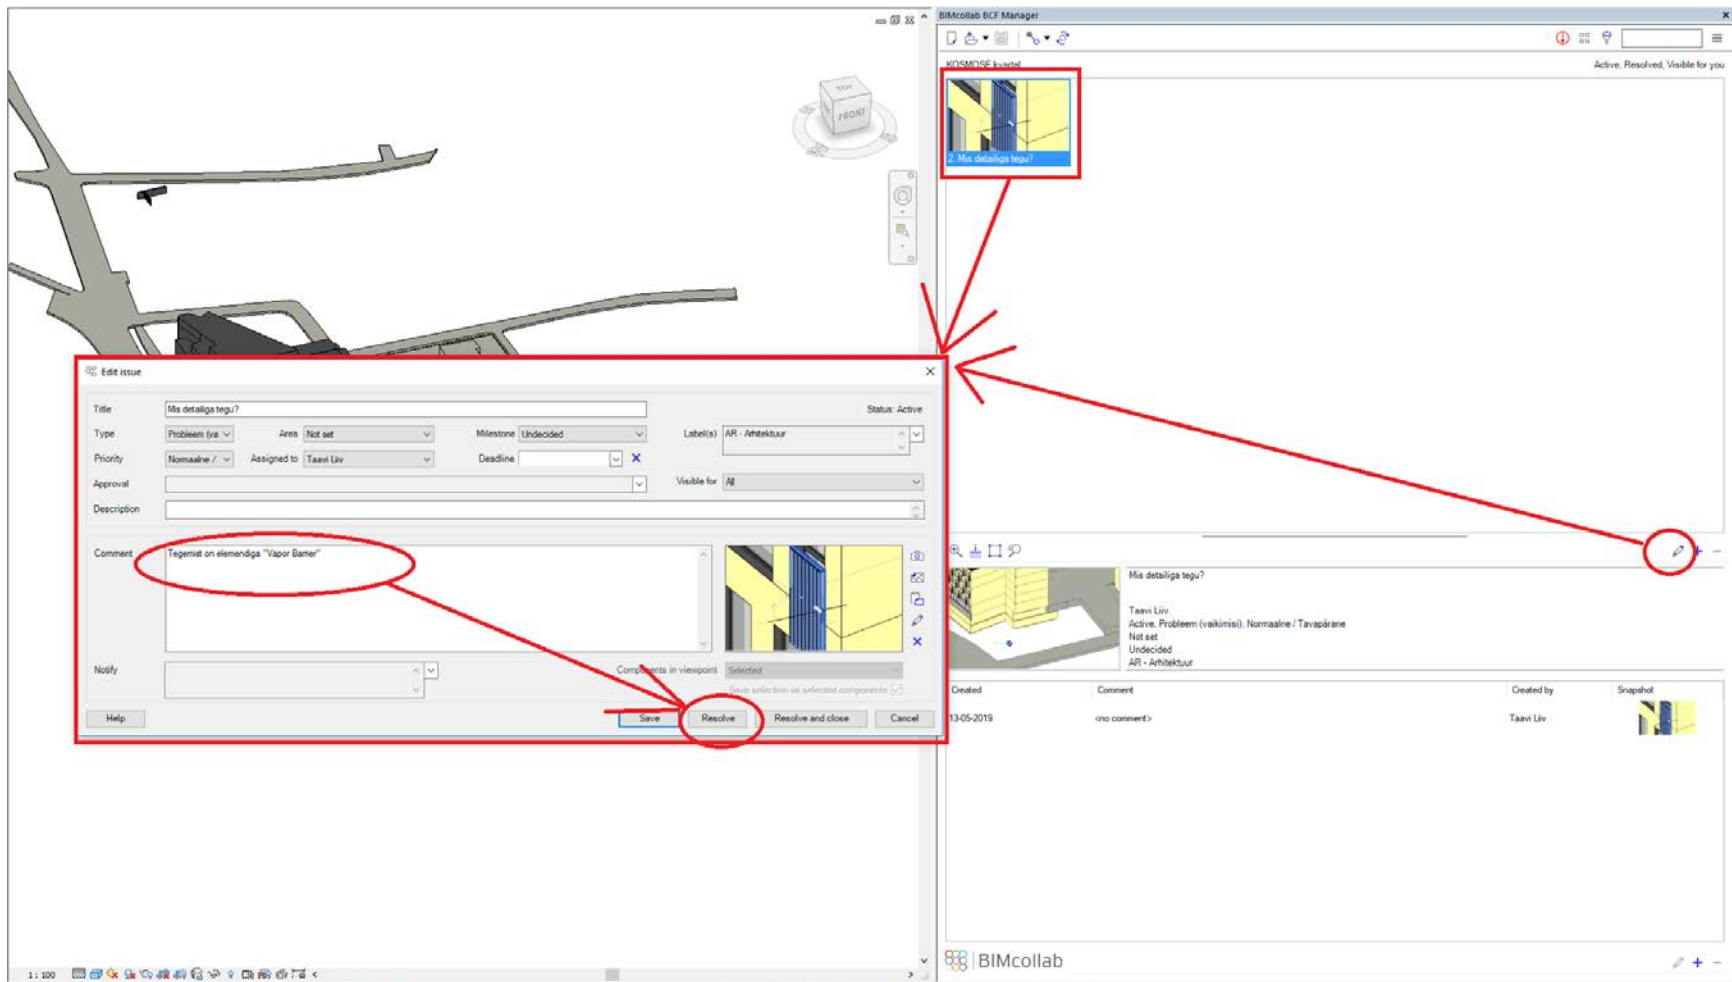 BIMcollab BCF Manager
KOSMOSE kvartal
Active, Resolved, Visible for you
TOP
FRONT
2. Mis detailiga tegu?
Edit issue
Title
Mis detailiga tegu?
Status: Active
Type
Probleem (va
Area
Not set
Milestone
Undecided
Label(s)
AR - Arhitektuur
Priority
Normaalne /
Assigned to
Taavi Liiv
Deadline
Approval
Visible for
All
Description
Comment
Tegemist on elemendiga "Vapor Barrier"
Notify
Components in viewpoint
Selected
Save selection as selected components
Help
Save
Resolve
Resolve and close
Cancel
Mis detailiga tegu?
Taavi Liiv
Active, Probleem (vaikimisi), Normaalne / Tavapärane
Not set
Undecided
AR - Arhitektuur
Created
Comment
Created by
Snapshot
13-05-2019
<no comment>
Taavi Liiv
BIMcollab
1 : 100